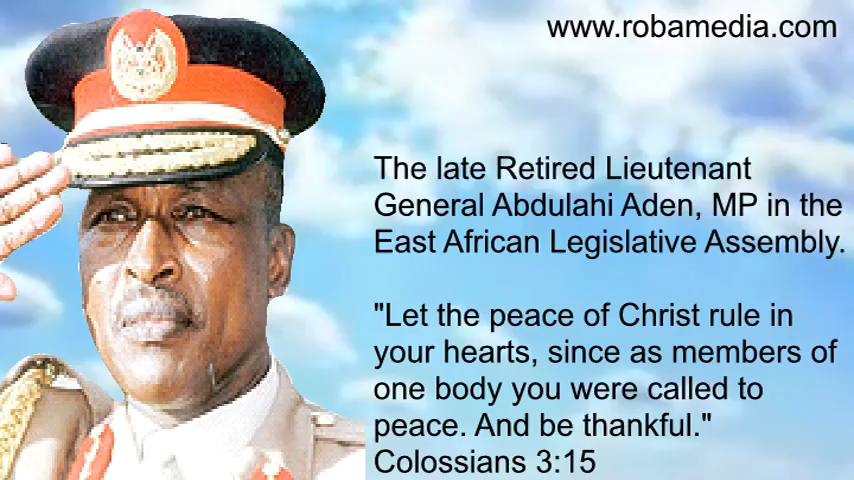 www.robamedia.com
The late Retired Lieutenant
General Abdulahi Aden, MP in the
East African Legislative Assembly.
"Let the peace of Christ rule in
your hearts, since as members of
one body you were called to
peace. And be thankful."
Colossians 3:15